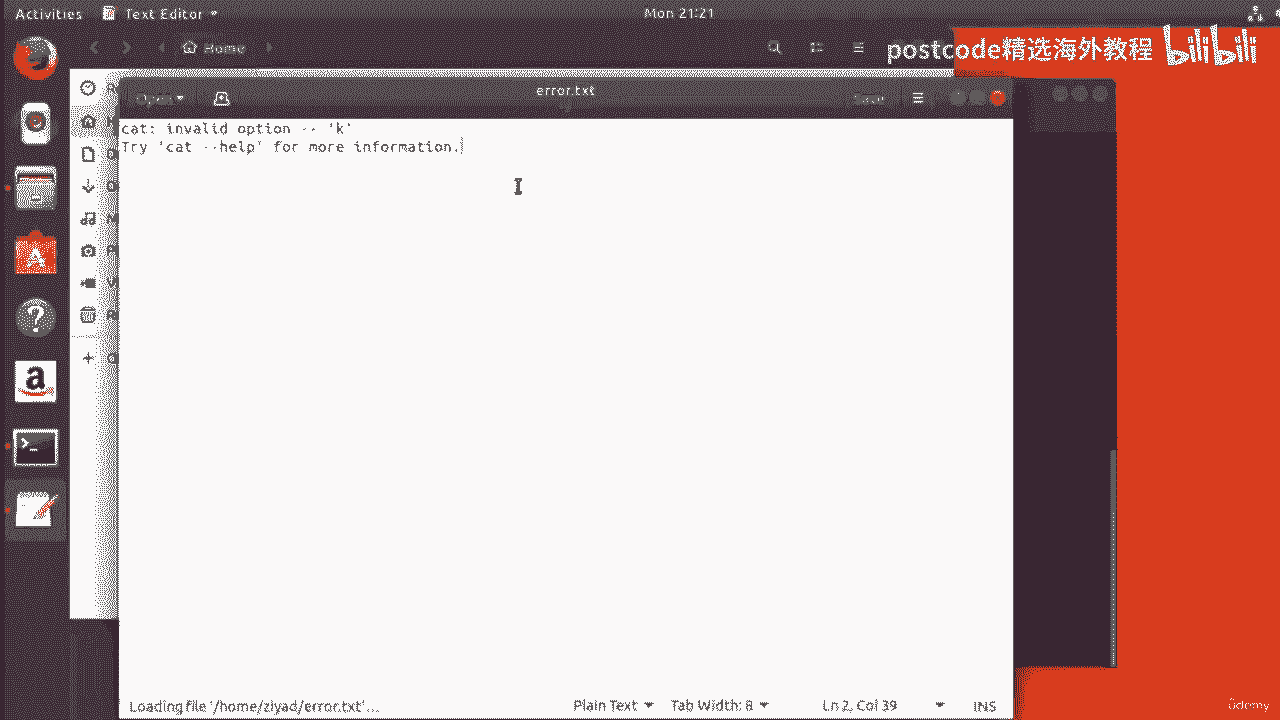 Activities
Text Editor
Mon 21:21
Home
postcode精选海外教程
bilibili
Open
error.txt
Save
cat: invalid option -- 'k'
Try 'cat --help' for more information.
Loading file '/home/ziyad/error.txt'...
Plain Text
Tab Width: 8
Ln 2, Col 39
INS
Udemy